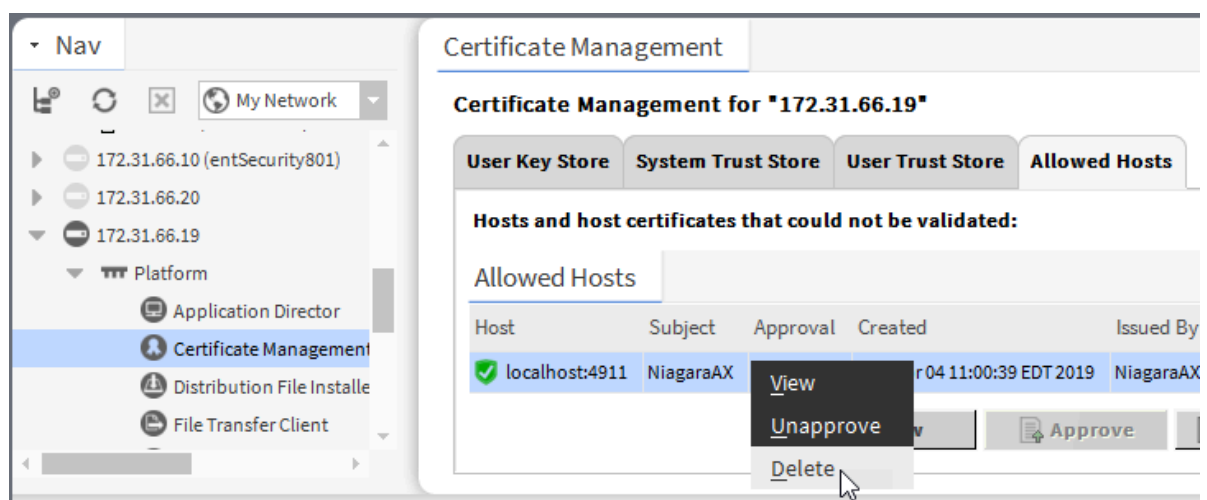 Nav
My Network
172.31.66.10 (entSecurity801)
172.31.66.20
172.31.66.19
Platform
Application Director
Certificate Management
Distribution File Installe
File Transfer Client
Certificate Management
Certificate Management for "172.31.66.19"
User Key Store System Trust Store User Trust Store Allowed Hosts
Hosts and host certificates that could not be validated:
Allowed Hosts
Host Subject Approval Created Issued By
localhost:4911 NiagaraAX r 04 11:00:39 EDT 2019 NiagaraAX
View
Unapprove
Delete
w Approve